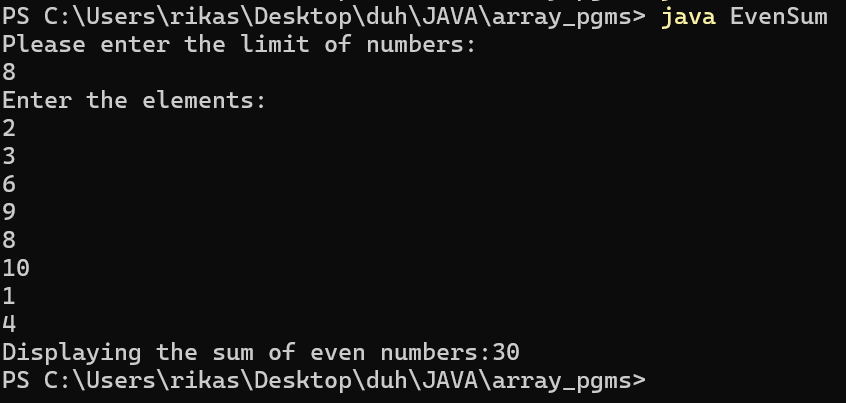 PS C:\Users\rikas\Desktop\duh\JAVA\array_pgms> java EvenSum
Please enter the limit of numbers:
8
Enter the elements:
2
3
6
9
8
10
1
4
Displaying the sum of even numbers:30
PS C:\Users\rikas\Desktop\duh\JAVA\array_pgms>